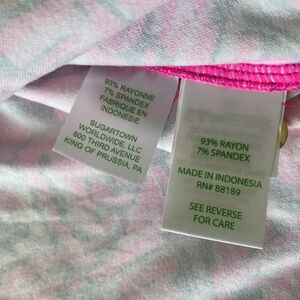 93% RAYONNE
7% SPANDEX
FABRIQUE EN
INDONÉSIE
SUGARTOWN
WORLDWIDE, LLC
800 THIRD AVENUE
KING OF PRUSSIA, PA
93% RAYON
7% SPANDEX
MADE IN INDONESIA
RN# 88189
SEE REVERSE
FOR CARE